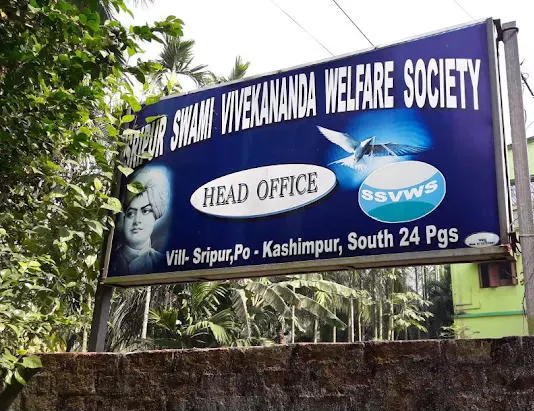 SRIPUR SWAMI VIVEKANANDA WELFARE SOCIETY
HEAD OFFICE
SSVWS
Vill- Sripur,Po - Kashimpur, South 24 Pgs